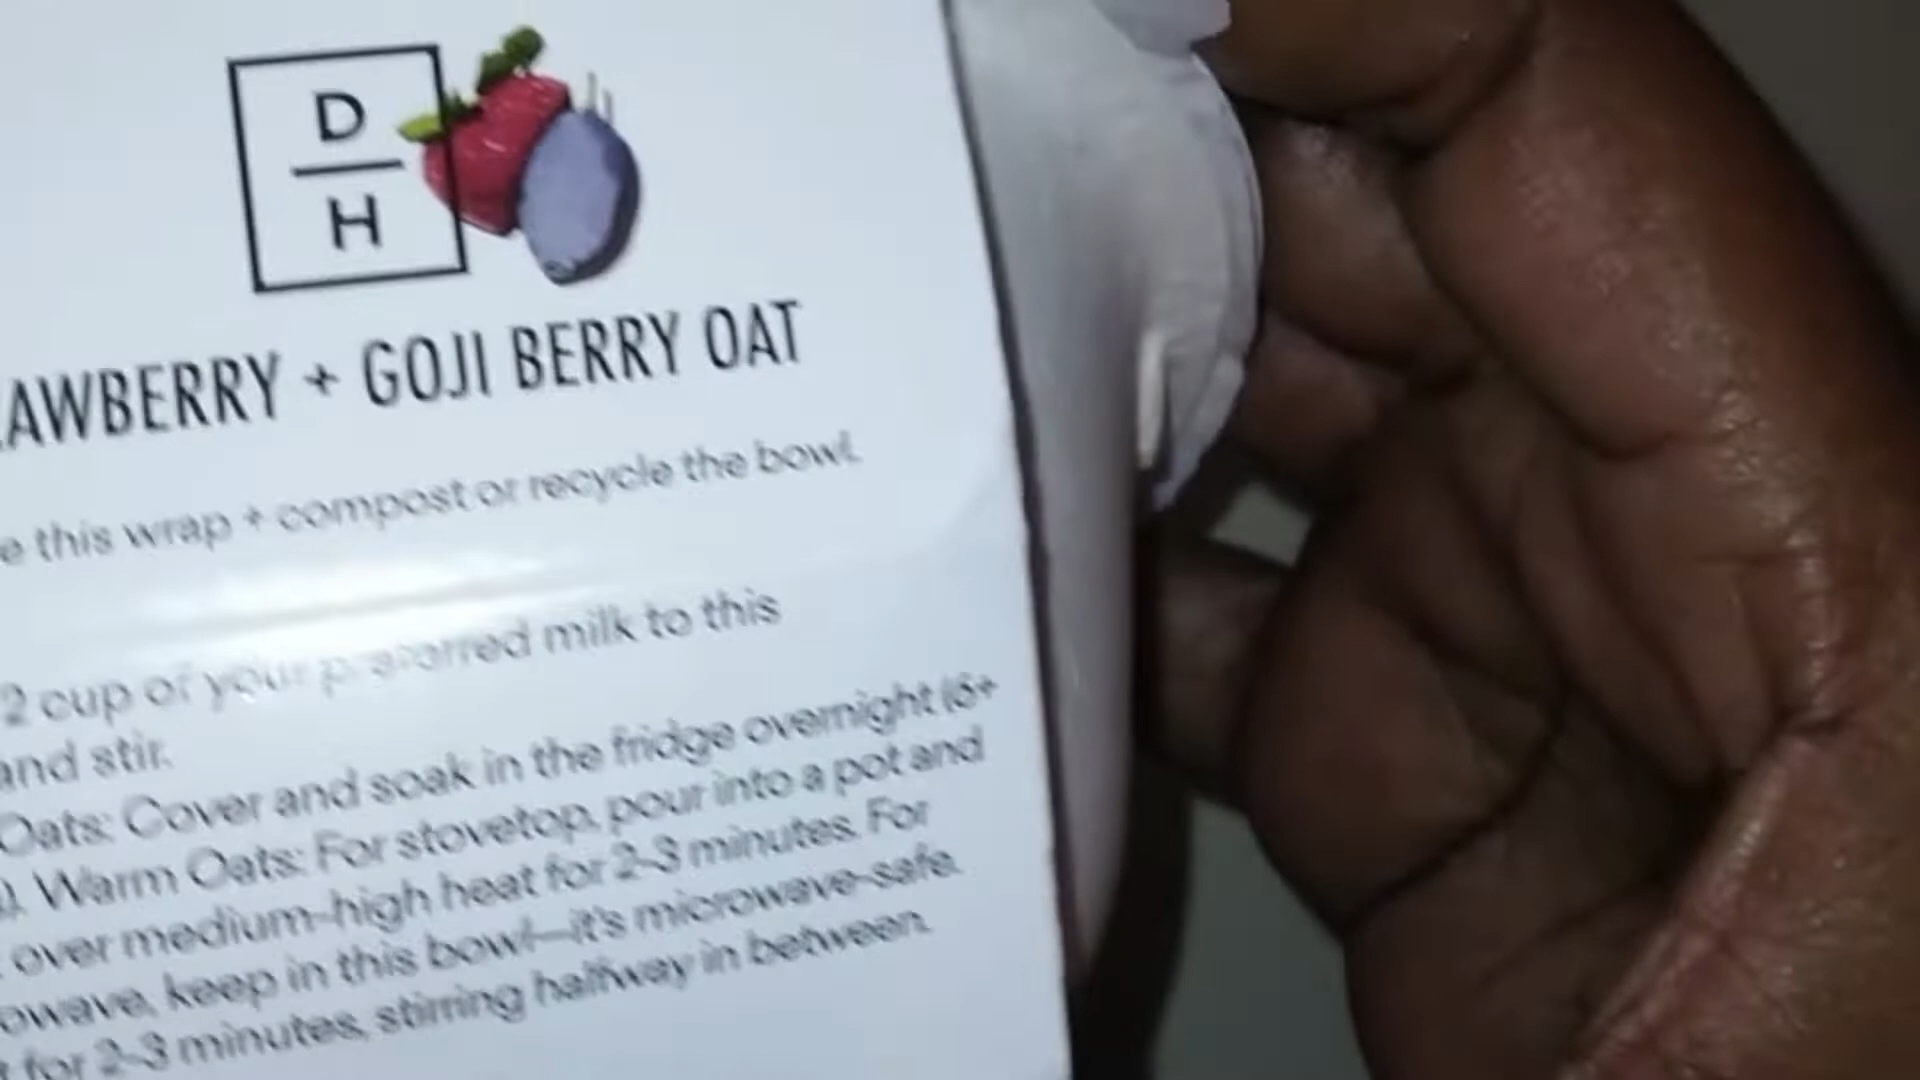 D
H
AWBERRY + GOJI BERRY OAT
e this wrap + compost or recycle the bowl.
2 cup of your preferred milk to this
and stir.
Oats: Cover and soak in the fridge overnight (6+
). Warm Oats: For stovetop, pour into a pot and
over medium-high heat for 2-3 minutes. For
owave, keep in this bowl—it's microwave-safe.
t for 2-3 minutes, stirring halfway in between.